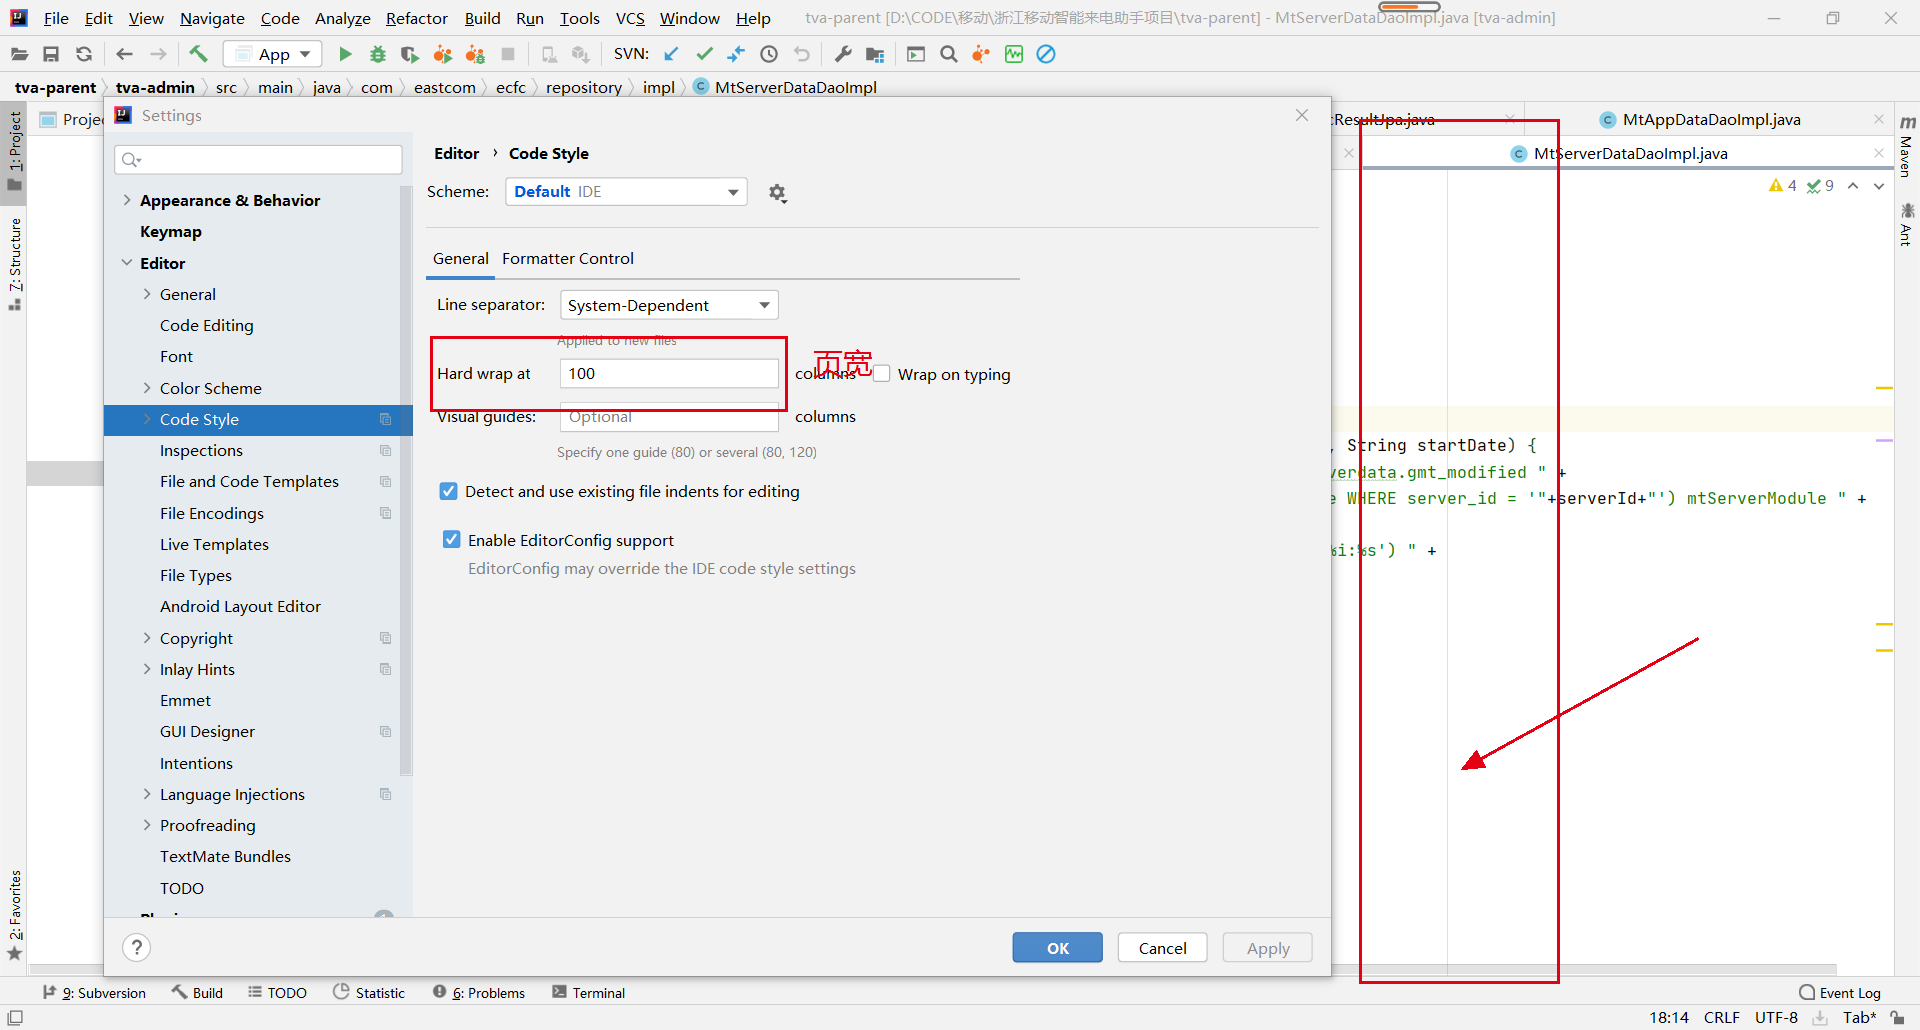 File Edit View Navigate Code Analyze Refactor Build Run Tools VCS Window Help tva-parent [D:\CODE\移动\浙江移动智能来电助手项目\tva-parent] - MtServerDataDaoImpl.java [tva-admin]
App SVN:
tva-parent tva-admin src main java com eastcom ecfc repository impl MtServerDataDaoImpl
Settings
Editor › Code Style
Scheme: Default IDE
General Formatter Control
Line separator: System-Dependent
Applied to new files
Hard wrap at 100 columns Wrap on typing
页宽
Visual guides: Optional columns
Specify one guide (80) or several (80, 120)
Detect and use existing file indents for editing
Enable EditorConfig support
EditorConfig may override the IDE code style settings
Appearance & Behavior
Keymap
Editor
General
Code Editing
Font
Color Scheme
Code Style
Inspections
File and Code Templates
File Encodings
Live Templates
File Types
Android Layout Editor
Copyright
Inlay Hints
Emmet
GUI Designer
Intentions
Language Injections
Proofreading
TextMate Bundles
TODO
? OK Cancel Apply
1: Project
7: Structure
2: Favorites
Projec
cResultJpa.java MtAppDataDaoImpl.java
MtServerDataDaoImpl.java
4 9
, String startDate) {
verdata.gmt_modified " +
e WHERE server_id = '"+serverId+"') mtServerModule " +
%i:%s') " +
m Maven
Ant
9: Subversion Build TODO Statistic 6: Problems Terminal Event Log
18:14 CRLF UTF-8 Tab*